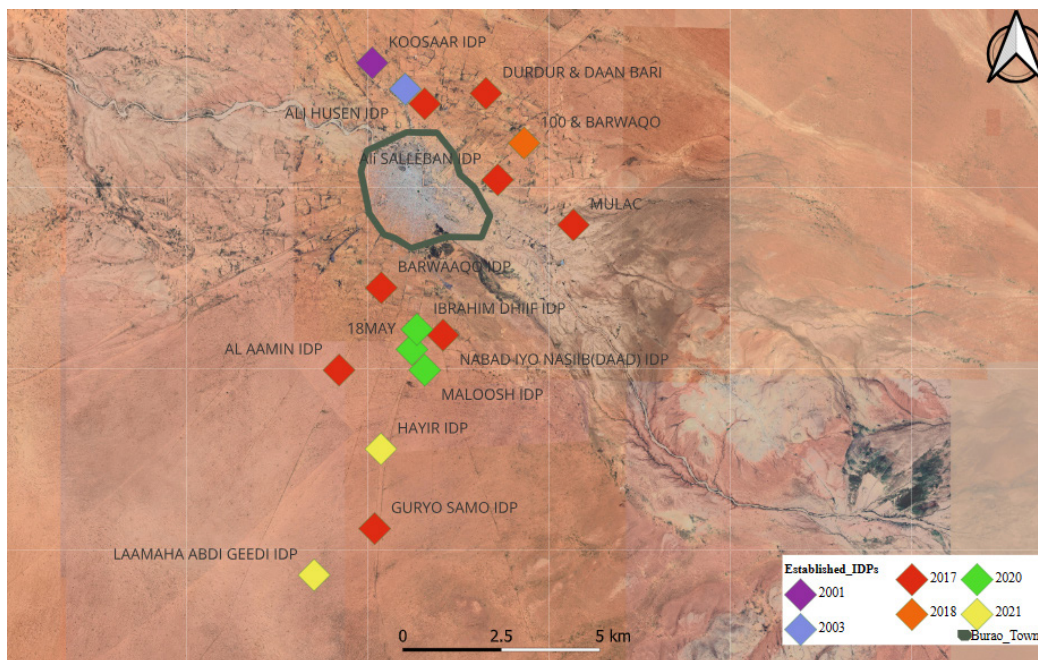 KOOSAAR IDP
DURDUR & DAAN BARI
ALI HUSEN IDP
100 & BARWAQO
Ali SALLEBAN IDP
MULAC
BARWAAQO IDP
IBRAHIM DHIIF IDP
18MAY
AL AAMIN IDP
NABAD IYO NASIIB(DAAD) IDP
MALOOSH IDP
HAYIR IDP
GURYO SAMO IDP
LAAMAHA ABDI GEEDI IDP
Established_IDPs
2001
2003
2017
2018
2020
2021
Burao_Town
0 2.5 5 km